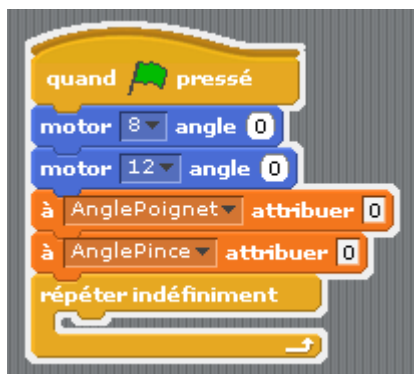 quand pressé
motor 8 angle 0
motor 12 angle 0
à AnglePoignet attribuer 0
à AnglePince attribuer 0
répéter indéfiniment